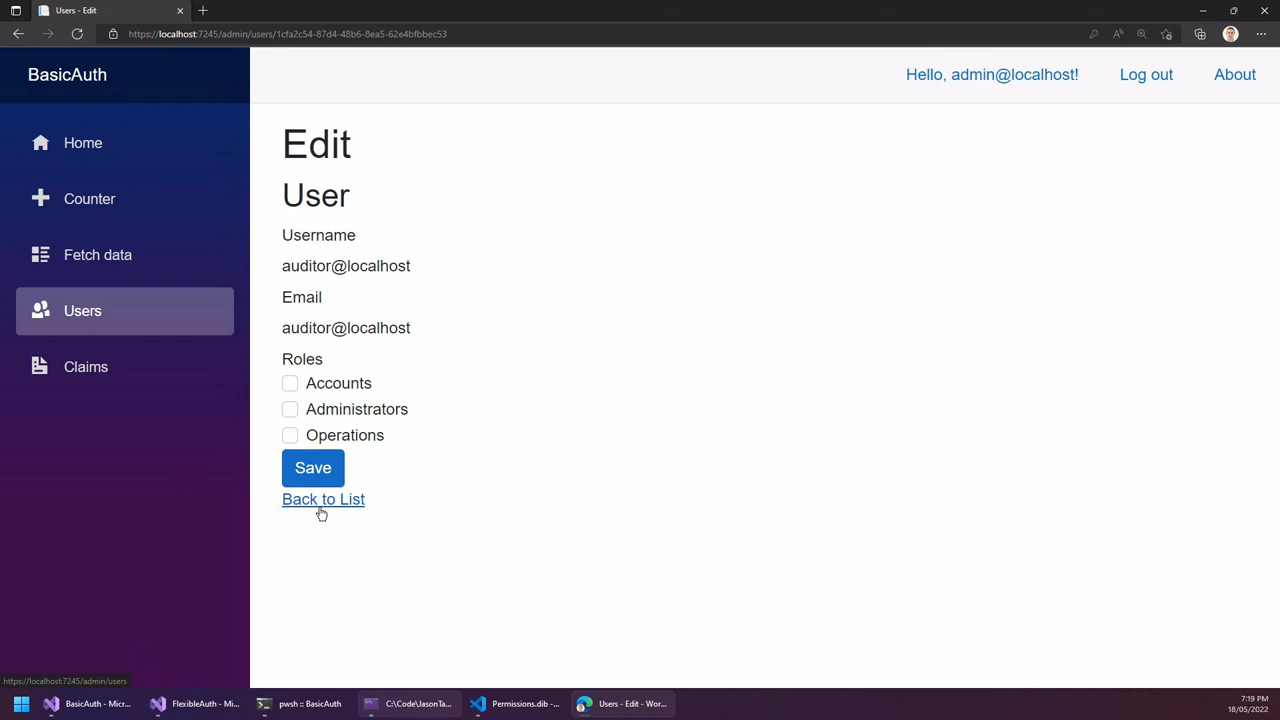 Users - Edit
https://localhost:7245/admin/users/1cfa2c54-87d4-48b6-8ea5-62e4bfbbec53
BasicAuth
Hello, admin@localhost!
Log out
About
Home
Counter
Fetch data
Users
Claims
Edit
User
Username
auditor@localhost
Email
auditor@localhost
Roles
Accounts
Administrators
Operations
Save
Back to List
https://localhost:7245/admin/users
BasicAuth - Micr...
FlexibleAuth - Mi...
pwsh :: BasicAuth
C:\Code\JasonTa...
Permissions.dib - ...
Users - Edit - Wor...
7:19 PM
18/05/2022